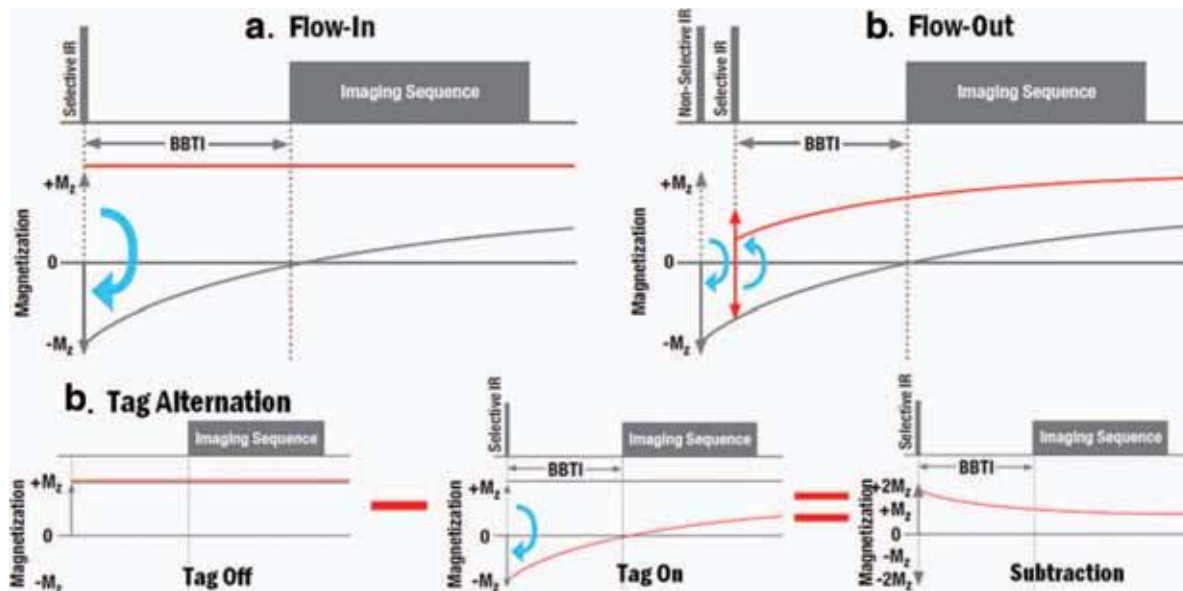 a. Flow-In
Selective IR
Imaging Sequence
BBTI
+Mz
0
-Mz
Magnetization
b. Flow-Out
Non-Selective IR
Selective IR
Imaging Sequence
BBTI
+Mz
0
-Mz
Magnetization
b. Tag Alternation
Imaging Sequence
+Mz
0
-Mz
Magnetization
Tag Off
Selective IR
Imaging Sequence
BBTI
+Mz
0
-Mz
Magnetization
Tag On
Selective IR
Imaging Sequence
BBTI
+2Mz
+Mz
0
-Mz
-2Mz
Magnetization
Subtraction